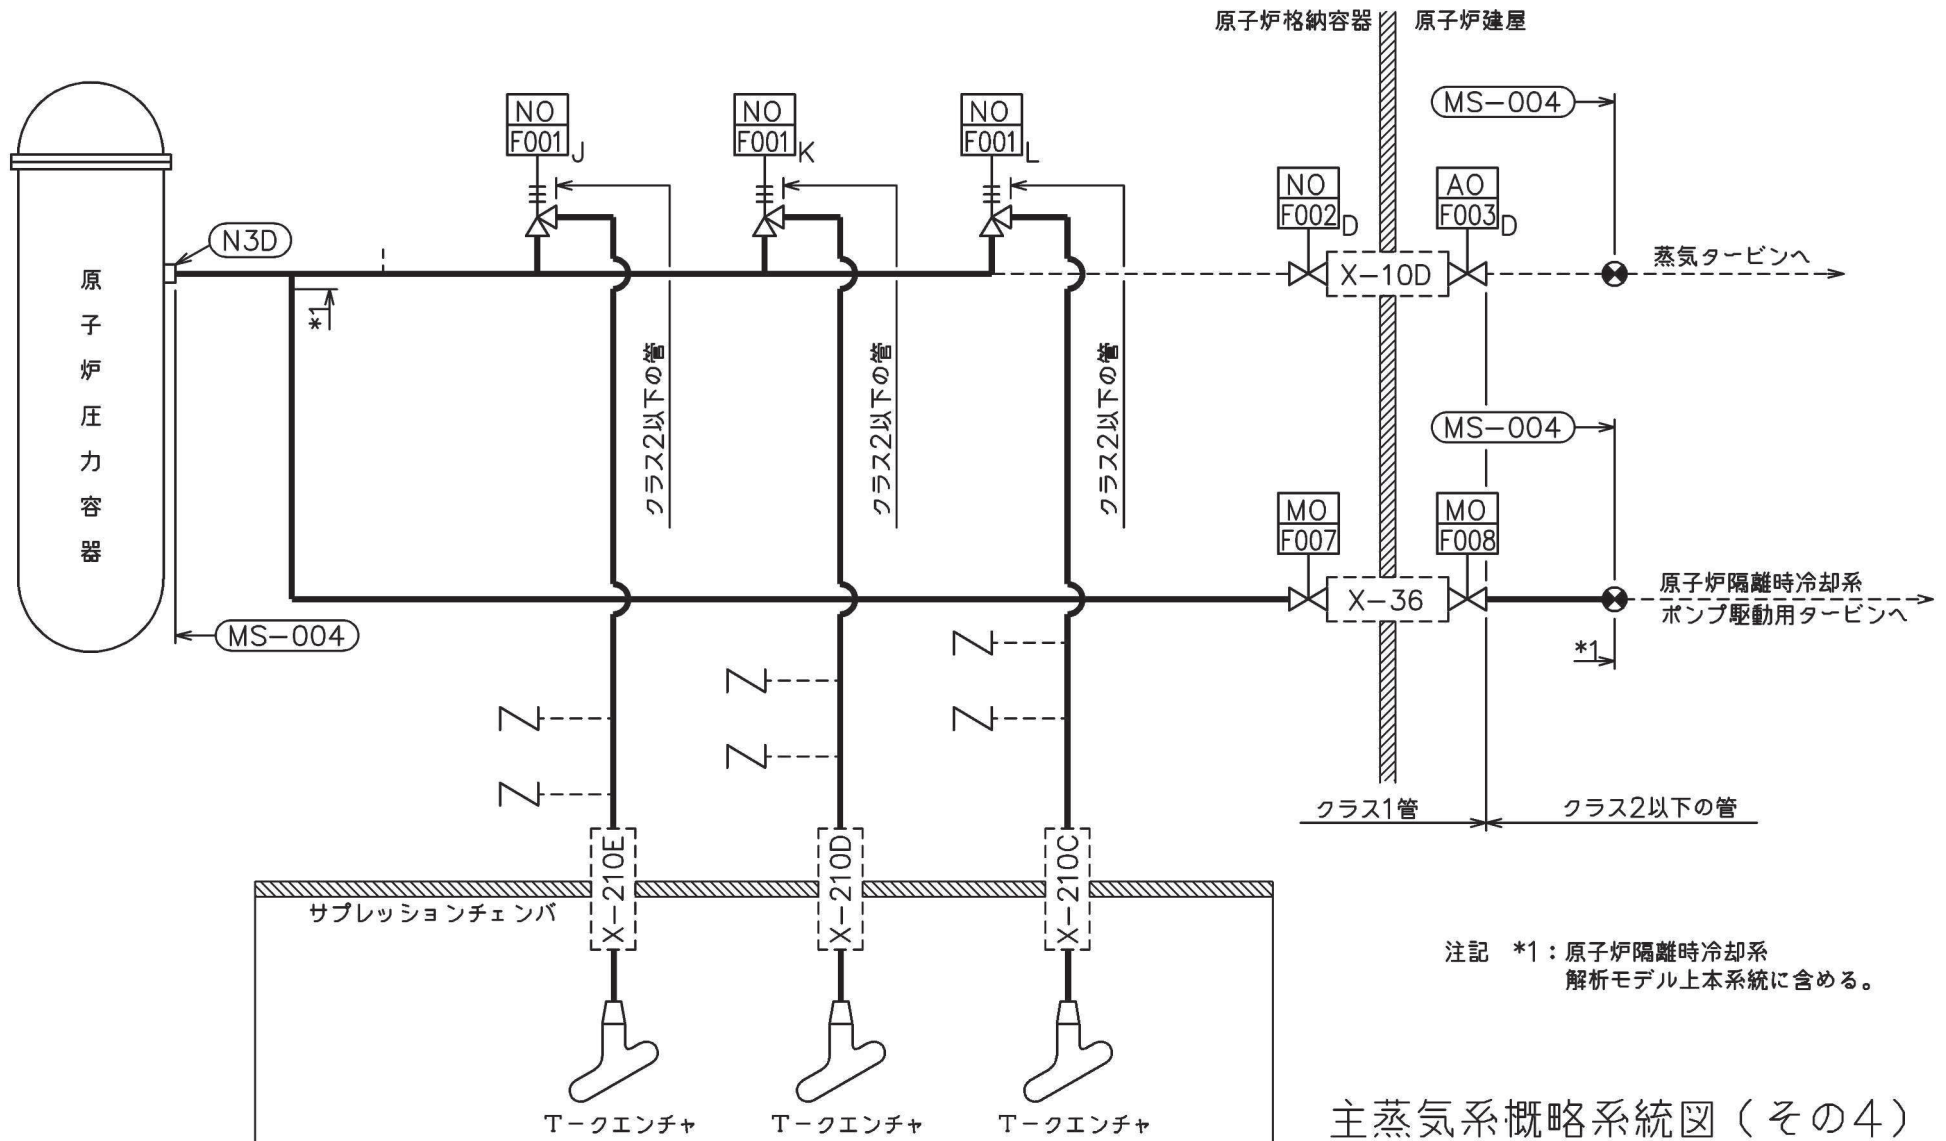 原子炉格納容器 原子炉建屋
NO
F001 J
NO
F001 K
NO
F001 L
MS-004
NO
F002 D
AO
F003 D
N3D
X-10D
蒸気タービンへ
*1
原子炉圧力容器
クラス2以下の管
クラス2以下の管
クラス2以下の管
MS-004
MO
F007
MO
F008
X-36
原子炉隔離時冷却系
ポンプ駆動用タービンへ
MS-004
*1
クラス1管 クラス2以下の管
X-210E
X-210D
X-210C
サプレッションチェンバ
注記 *1:原子炉隔離時冷却系
解析モデル上本系統に含める。
T-クエンチャ T-クエンチャ T-クエンチャ
主蒸気系概略系統図(その4)